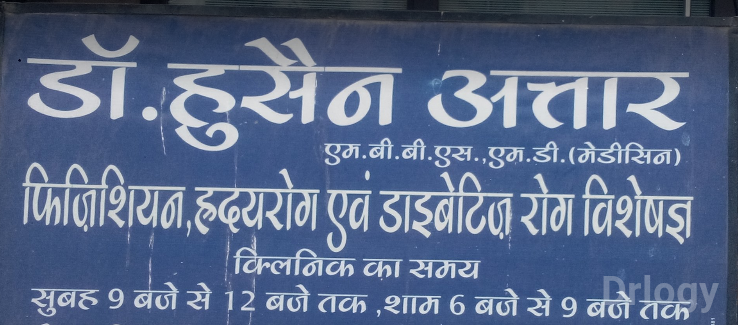 डॉ.हुसैन अत्तार
एम.बी.बी.एस.,एम.डी.(मेडीसिन)
फिज़िशियन,ह्रदयरोग एवं डाइबेटिज़ रोग विशेषज्ञ
क्लिनिक का समय
सुबह 9 बजे से 12 बजे तक ,शाम 6 बजे से 9 बजे तक
Drlogy